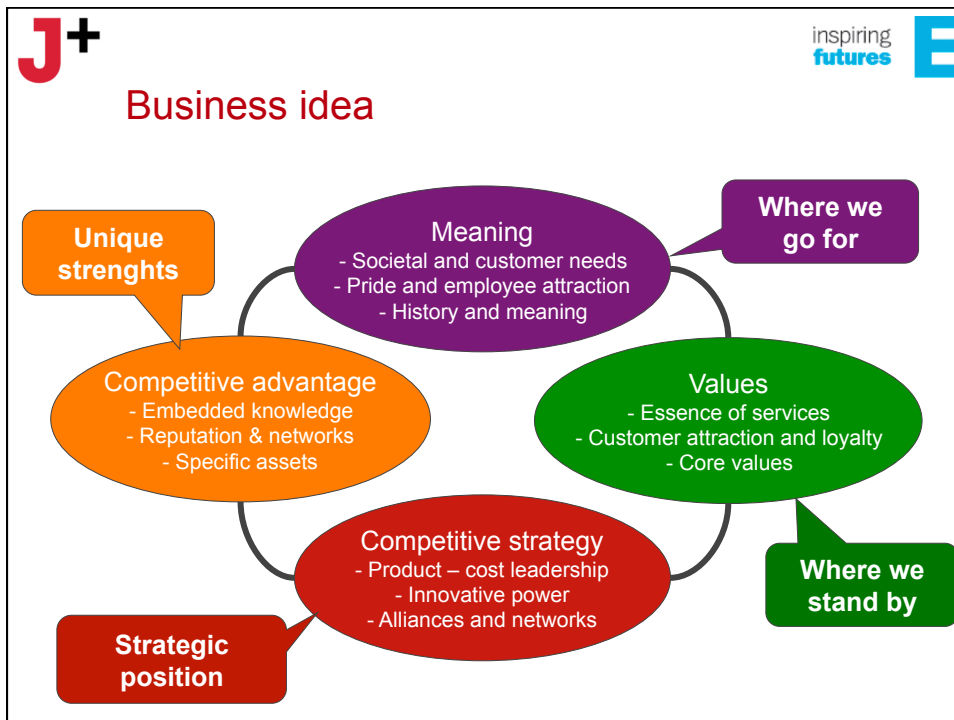 J+
inspiring
futures
E
Business idea
Unique
strenghts
Meaning
- Societal and customer needs
- Pride and employee attraction
- History and meaning
Where we
go for
Competitive advantage
- Embedded knowledge
- Reputation & networks
- Specific assets
Values
- Essence of services
- Customer attraction and loyalty
- Core values
Competitive strategy
- Product – cost leadership
- Innovative power
- Alliances and networks
Where we
stand by
Strategic
position